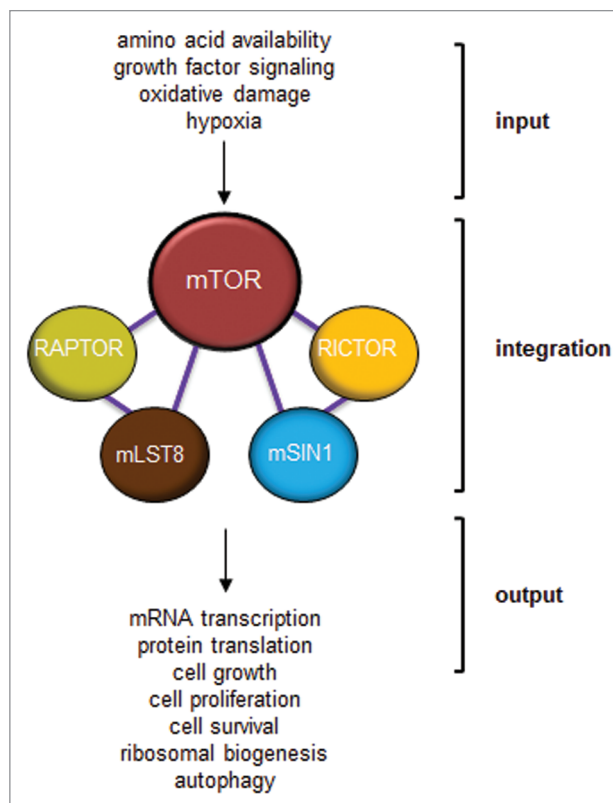 amino acid availability
growth factor signaling
oxidative damage
hypoxia
input
mTOR
RAPTOR
RICTOR
integration
mLST8
mSIN1
output
mRNA transcription
protein translation
cell growth
cell proliferation
cell survival
ribosomal biogenesis
autophagy